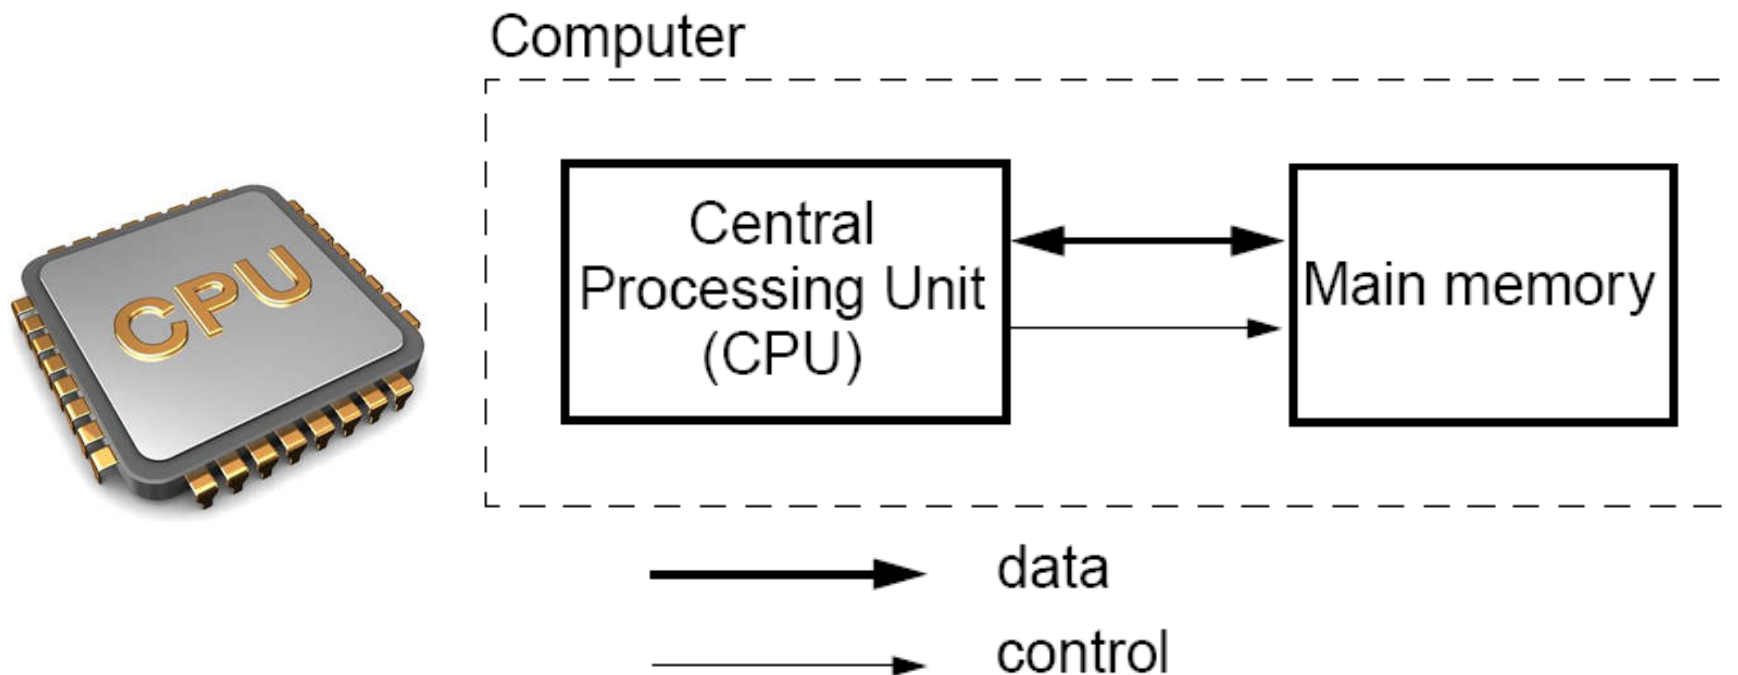 Computer
CPU
Central
Processing Unit
(CPU)
Main memory
data
control